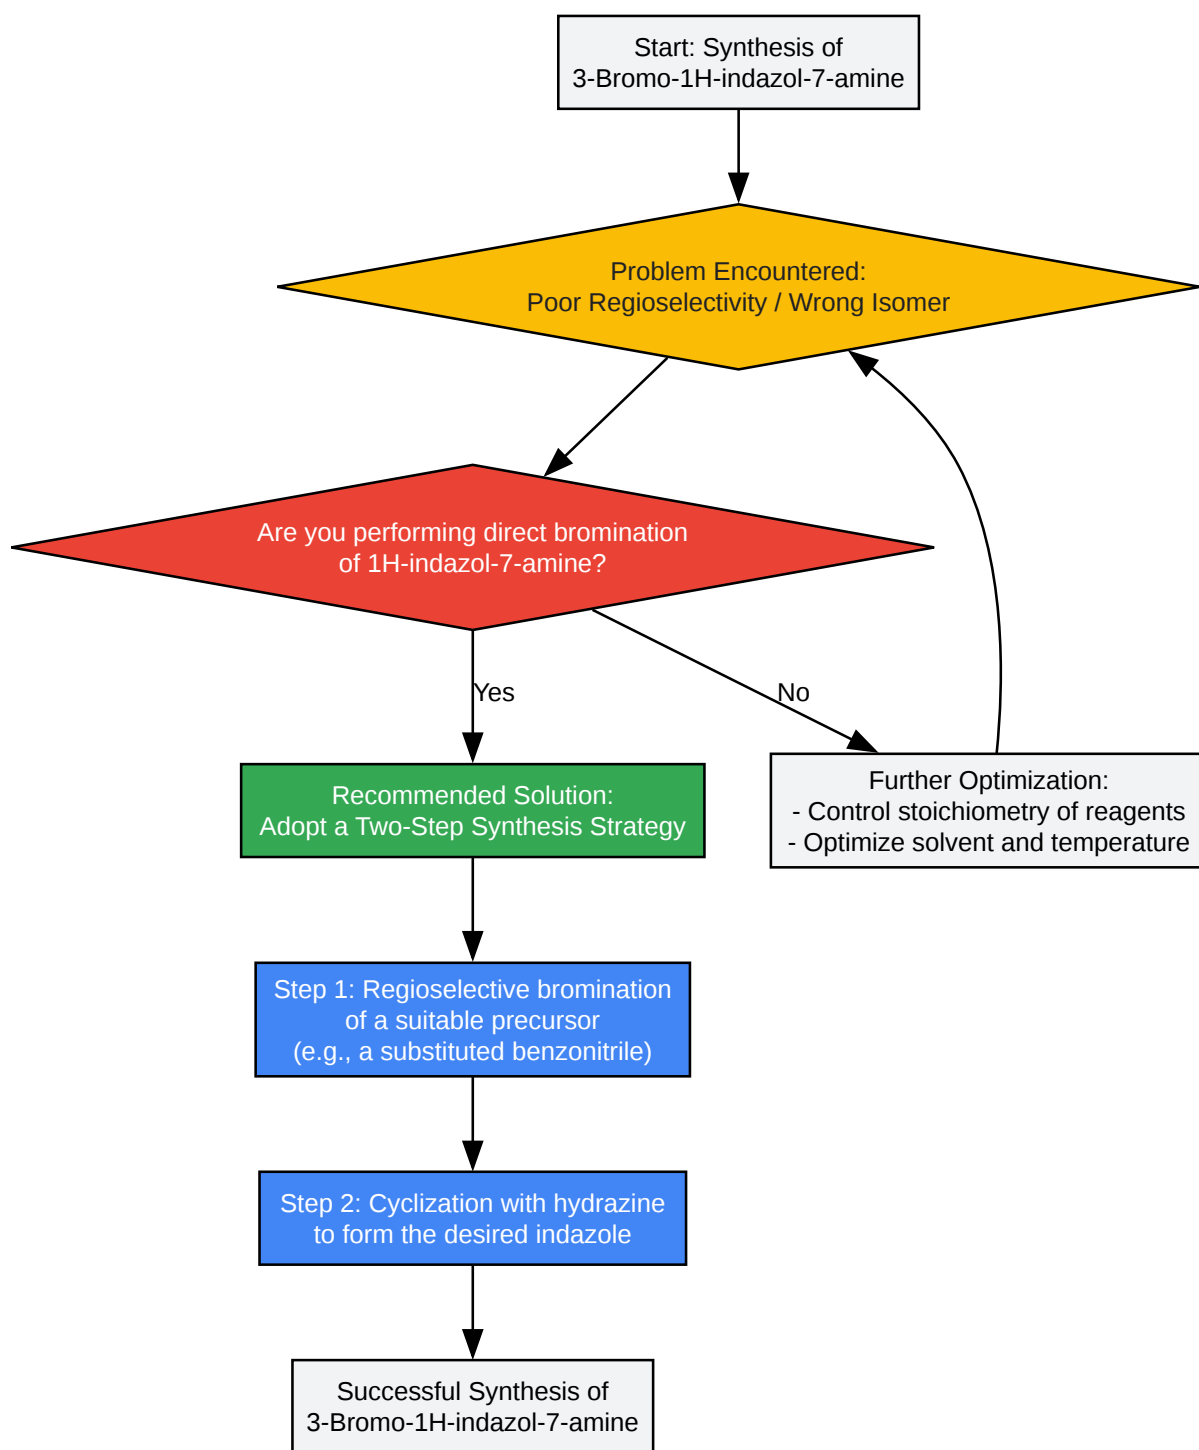 Start: Synthesis of
3-Bromo-1H-indazol-7-amine
Problem Encountered:
Poor Regioselectivity / Wrong Isomer
Are you performing direct bromination
of 1H-indazol-7-amine?
Yes
No
Recommended Solution:
Adopt a Two-Step Synthesis Strategy
Further Optimization:
- Control stoichiometry of reagents
- Optimize solvent and temperature
Step 1: Regioselective bromination
of a suitable precursor
(e.g., a substituted benzonitrile)
Step 2: Cyclization with hydrazine
to form the desired indazole
Successful Synthesis of
3-Bromo-1H-indazol-7-amine